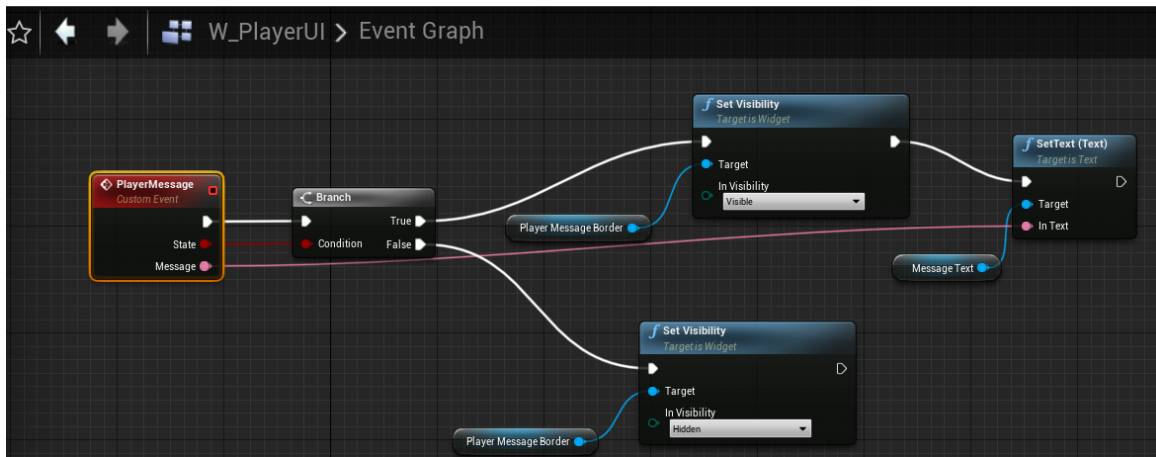 W_PlayerUI > Event Graph
PlayerMessage
Custom Event
State
Message
Branch
True
Condition
False
Player Message Border
Set Visibility
Target is Widget
Target
In Visibility
Visible
SetText (Text)
Target is Text
Target
In Text
Message Text
Set Visibility
Target is Widget
Target
In Visibility
Hidden
Player Message Border